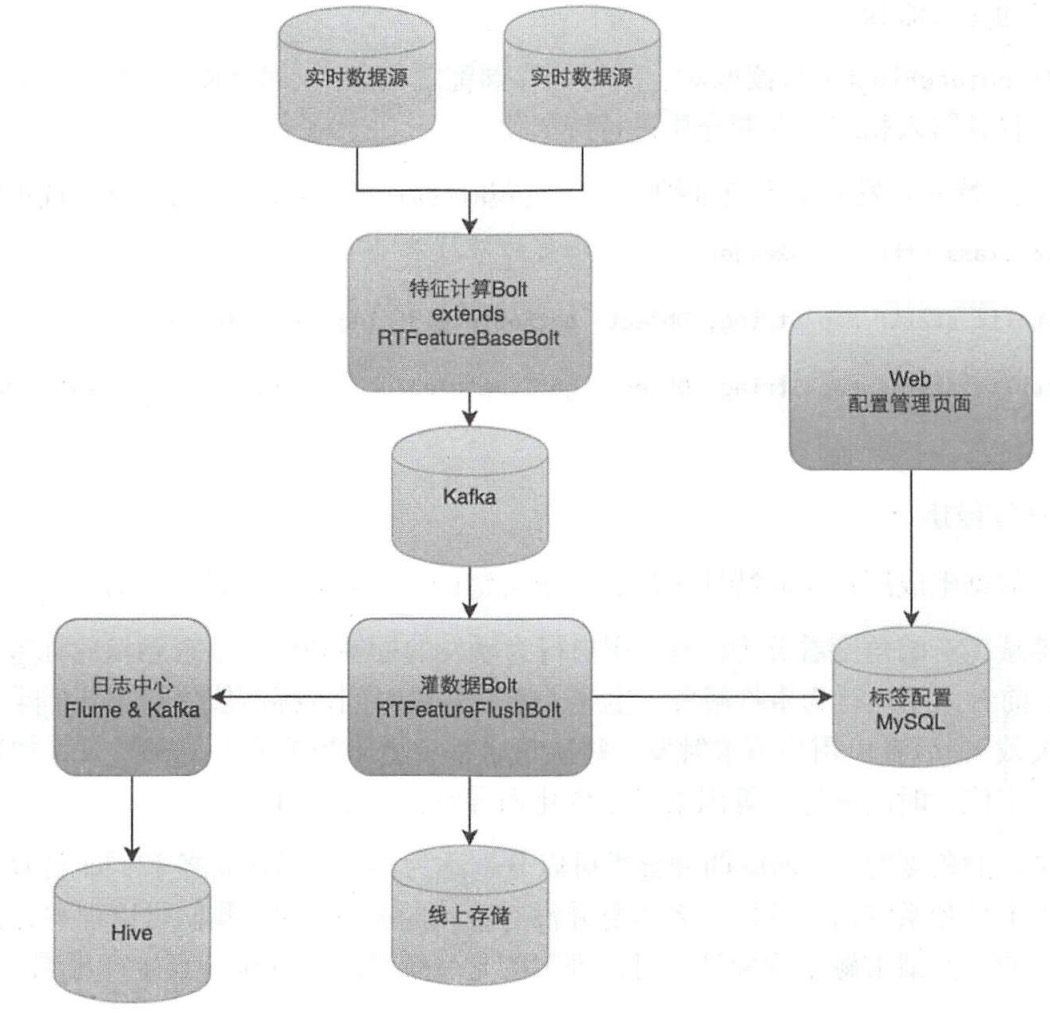 实时数据源
实时数据源
特征计算Bolt
extends
RTFeatureBaseBolt
Web
配置管理页面
Kafka
日志中心
Flume & Kafka
灌数据Bolt
RTFeatureFlushBolt
标签配置
MySQL
Hive
线上存储